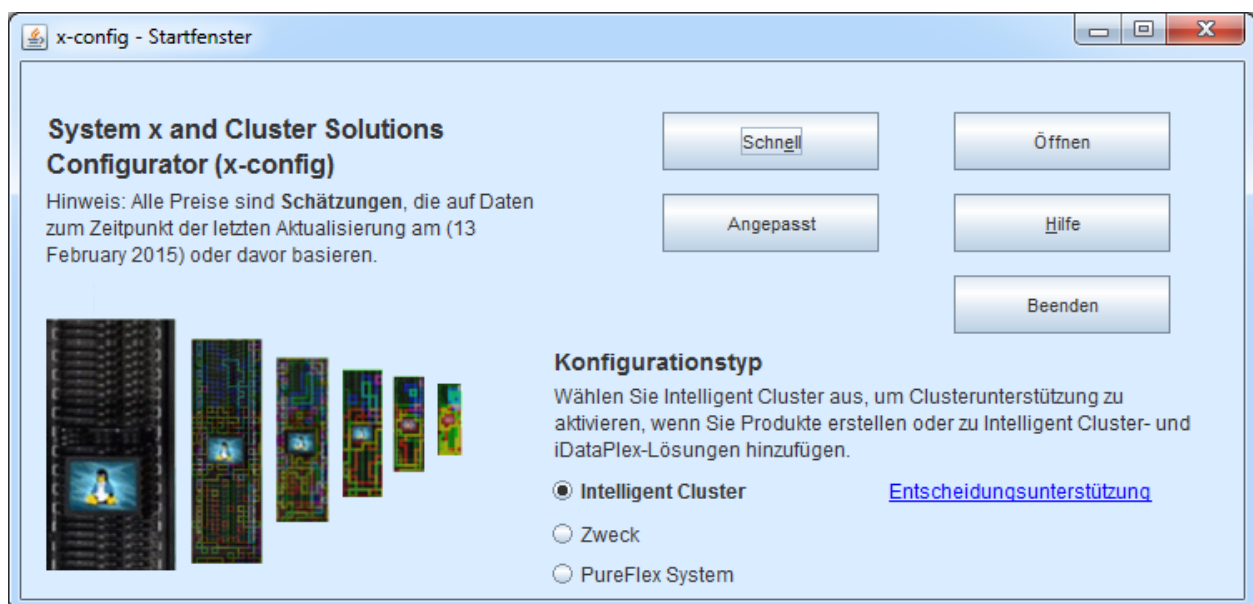 x-config - Startfenster
System x and Cluster Solutions
Configurator (x-config)
Hinweis: Alle Preise sind Schätzungen, die auf Daten
zum Zeitpunkt der letzten Aktualisierung am (13
February 2015) oder davor basieren.
Schnell
Öffnen
Angepasst
Hilfe
Beenden
Konfigurationstyp
Wählen Sie Intelligent Cluster aus, um Clusterunterstützung zu
aktivieren, wenn Sie Produkte erstellen oder zu Intelligent Cluster- und
iDataPlex-Lösungen hinzufügen.
Intelligent Cluster
Entscheidungsunterstützung
Zweck
PureFlex System